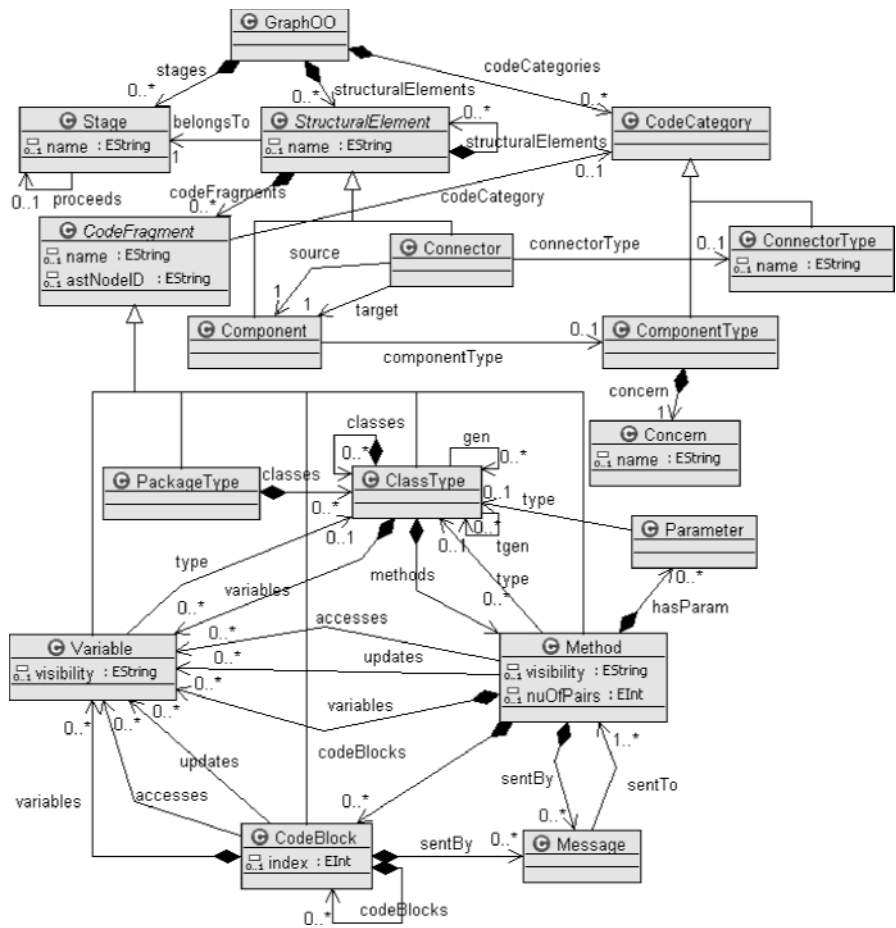 GraphOO
stages
codeCategories
0..*
0..*
structuralElements
0..*
0..*
Stage
name : EString
belongsTo
1
StructuralElement
name : EString
structuralElements
CodeCategory
0..1
proceeds
0..1
codeFragments
0..*
codeCategory
CodeFragment
name : EString
astNodeID : EString
source
Connector
connectorType
0..1
ConnectorType
name : EString
1
1
target
Component
0..1
ComponentType
componentType
concern
1
Concern
name : EString
classes
0..*
gen
0..*
PackageType
classes
0..*
ClassType
0..1
type
0..*
tgen
Parameter
0..*
type
0..1
variables
methods
0..1
type
0..*
hasParam
0..*
0..*
accesses
Variable
visibility : EString
0..*
updates
Method
visibility : EString
nuOfPairs : EInt
0..*
variables
0..*
0..*
0..*
codeBlocks
1..*
updates
sentBy
sentTo
variables
accesses
0..*
0..*
CodeBlock
index : EInt
sentBy
0..*
Message
0..*
codeBlocks